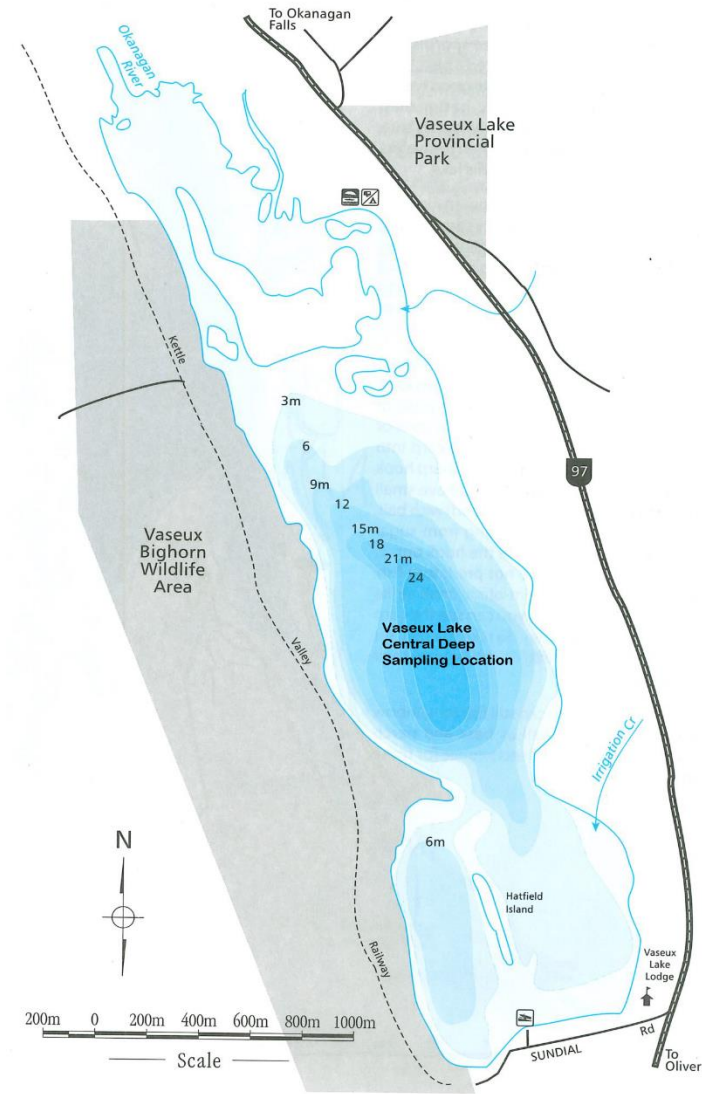 To Okanagan
Falls
Okanagan
River
Vaseux Lake
Provincial
Park
Kettle
3m
6
9m
12
15m
18
21m
24
97
Vaseux
Bighorn
Wildlife
Area
Vaseux Lake
Central Deep
Sampling Location
Valley
Irrigation Cr
6m
N
Hatfield
Island
Railway
Vaseux
Lake
Lodge
200m 0 200m 400m 600m 800m 1000m
Scale
SUNDIAL Rd
To
Oliver